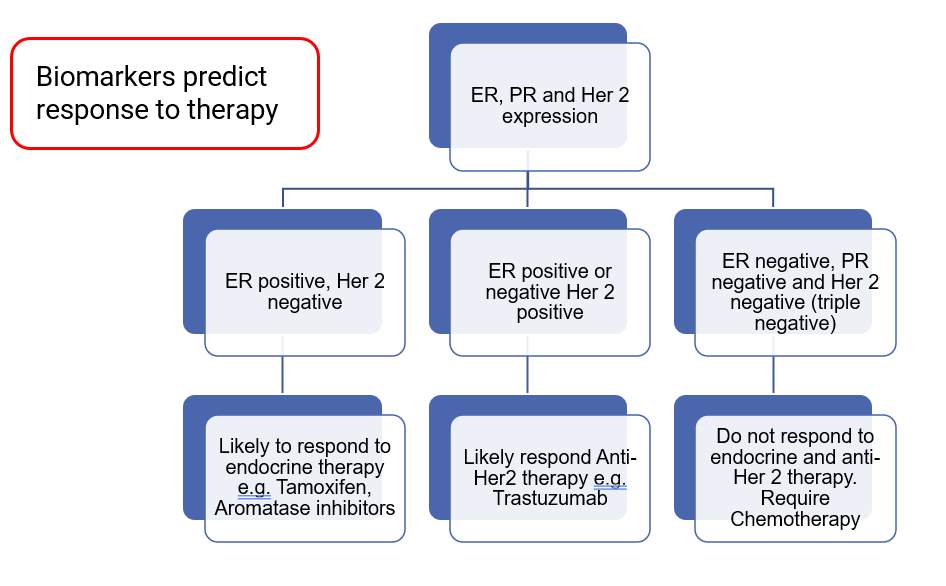 Biomarkers predict
response to therapy
ER, PR and Her 2
expression
ER positive, Her 2
negative
ER positive or
negative Her 2
positive
ER negative, PR
negative and Her 2
negative (triple
negative)
Likely to respond to
endocrine therapy
e.g. Tamoxifen,
Aromatase inhibitors
Likely respond Anti-
Her2 therapy e.g.
Trastuzumab
Do not respond to
endocrine and anti-
Her 2 therapy.
Require
Chemotherapy